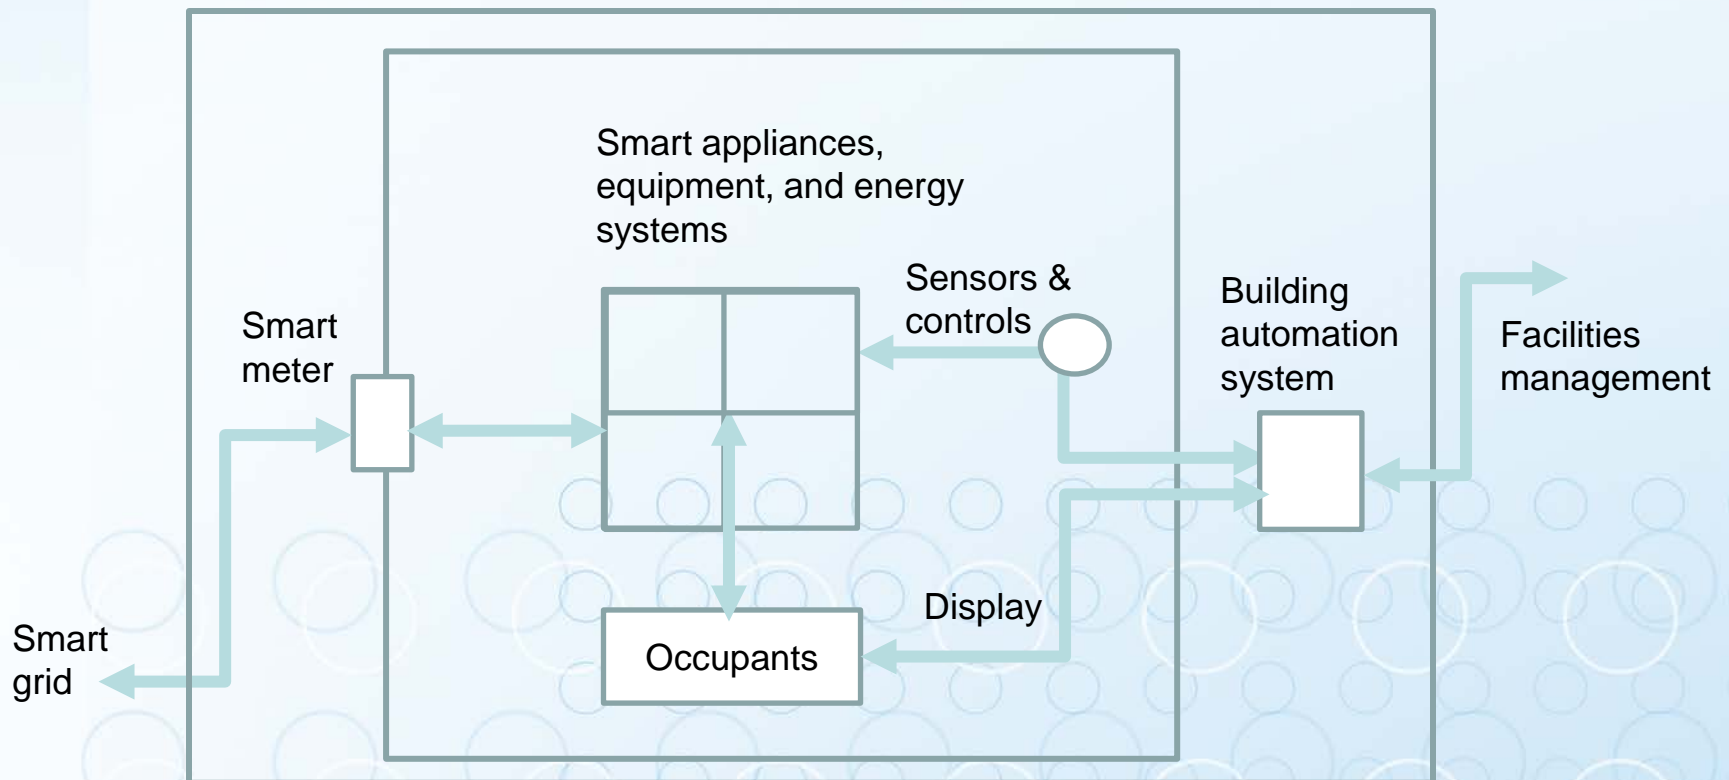 Smart appliances,
equipment, and energy
systems
Sensors &
controls
Building
automation
system
Smart
meter
Facilities
management
Display
Occupants
Smart
grid